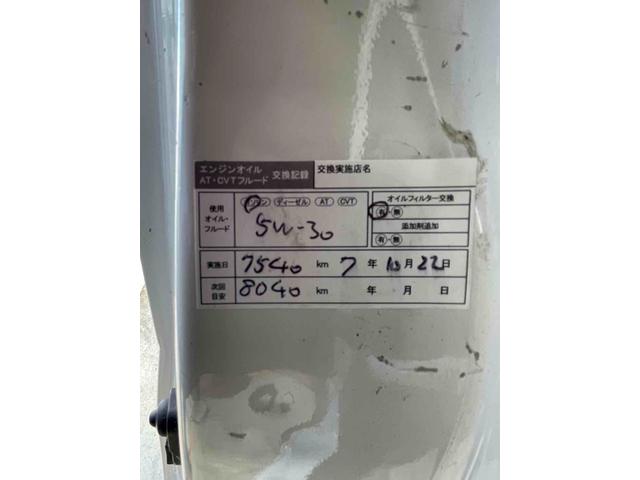 エンジンオイル
AT・CVTフルード 交換記録 交換実施店名
使用オイル・フルード ガソリン ディーゼル AT CVT
5W-30
オイルフィルター交換
有・無
添加剤追加
有・無
実施日 7540 km 7 年 10 月 22 日
次回目安 8040 km 年 月 日